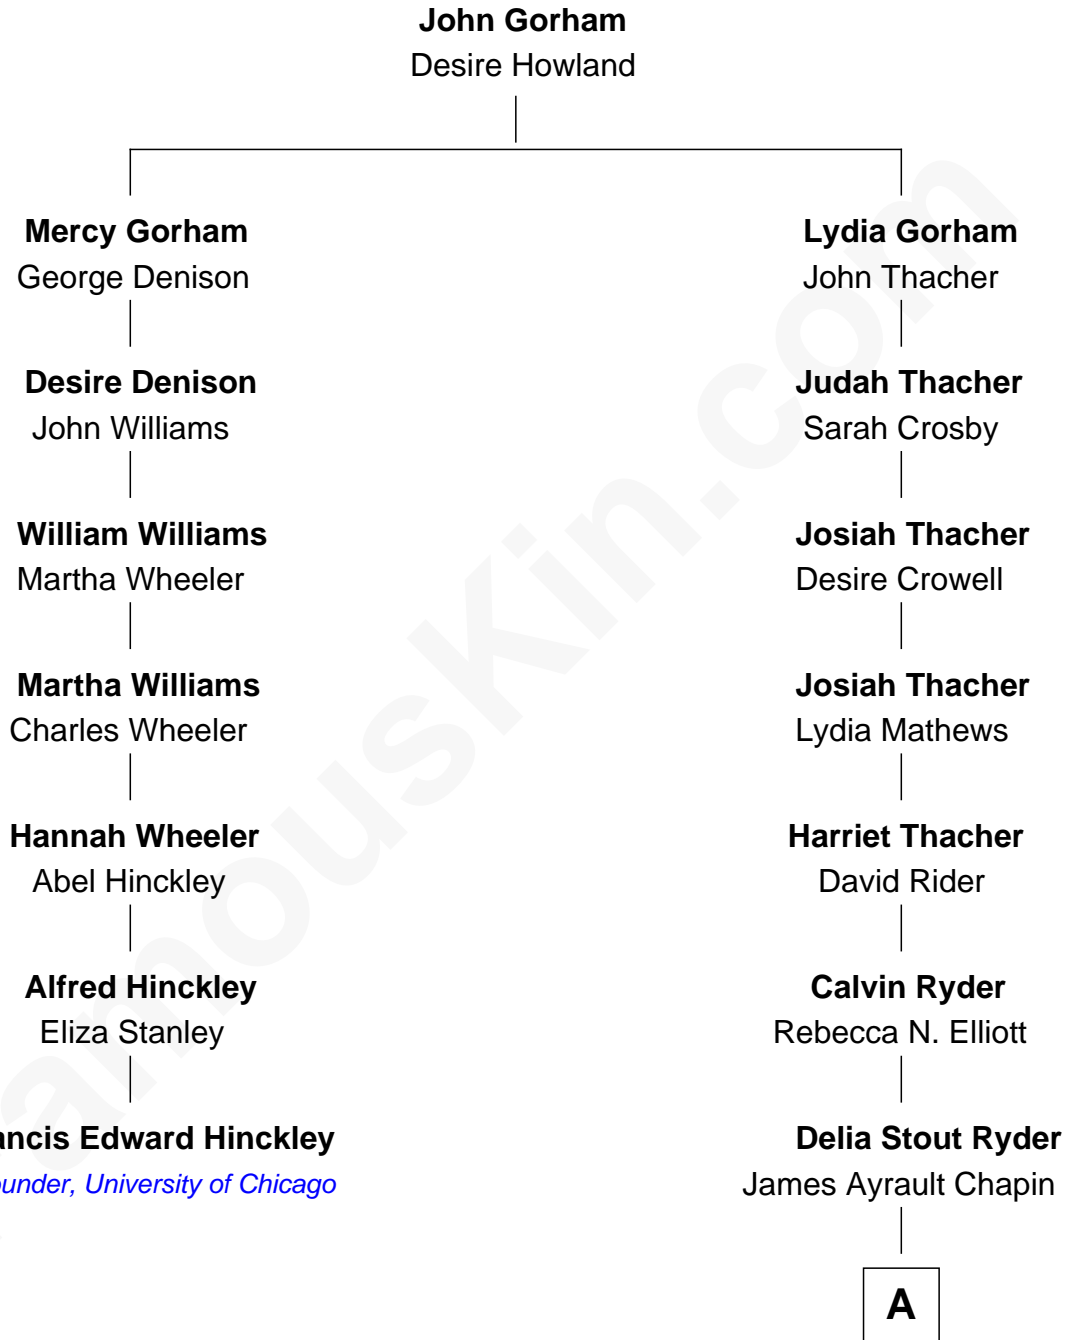 John Gorham
Desire Howland
Mercy Gorham
George Denison
Desire Denison
John Williams
William Williams
Martha Wheeler
Martha Williams
Charles Wheeler
Hannah Wheeler
Abel Hinckley
Alfred Hinckley
Eliza Stanley
ancis Edward Hinckley
ounder, University of Chicago
Lydia Gorham
John Thacher
Judah Thacher
Sarah Crosby
Josiah Thacher
Desire Crowell
Josiah Thacher
Lydia Mathews
Harriet Thacher
David Rider
Calvin Ryder
Rebecca N. Elliott
Delia Stout Ryder
James Ayrault Chapin
A
amouskin.com